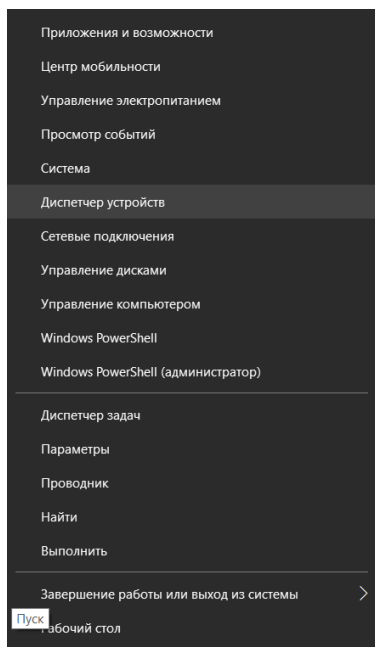 Приложения и возможности
Центр мобильности
Управление электропитанием
Просмотр событий
Система
Диспетчер устройств
Сетевые подключения
Управление дисками
Управление компьютером
Windows PowerShell
Windows PowerShell (администратор)
Диспетчер задач
Параметры
Проводник
Найти
Выполнить
Завершение работы или выход из системы
Пуск
Рабочий стол